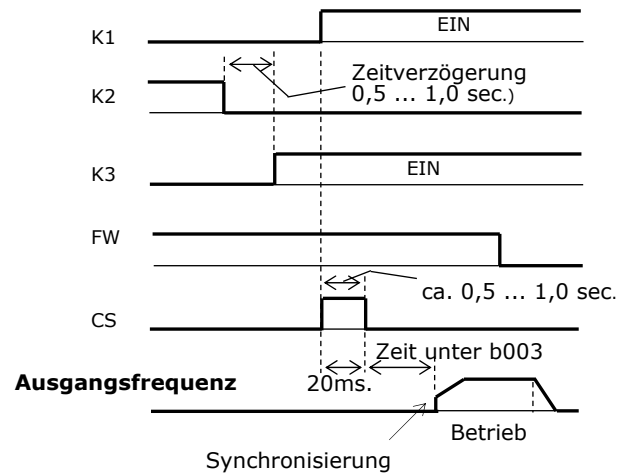 K1
EIN
K2
Zeitverzögerung
0,5 ... 1,0 sec.)
K3
EIN
FW
ca. 0,5 ... 1,0 sec.
CS
Zeit unter b003
Ausgangsfrequenz
20ms.
Betrieb
Synchronisierung